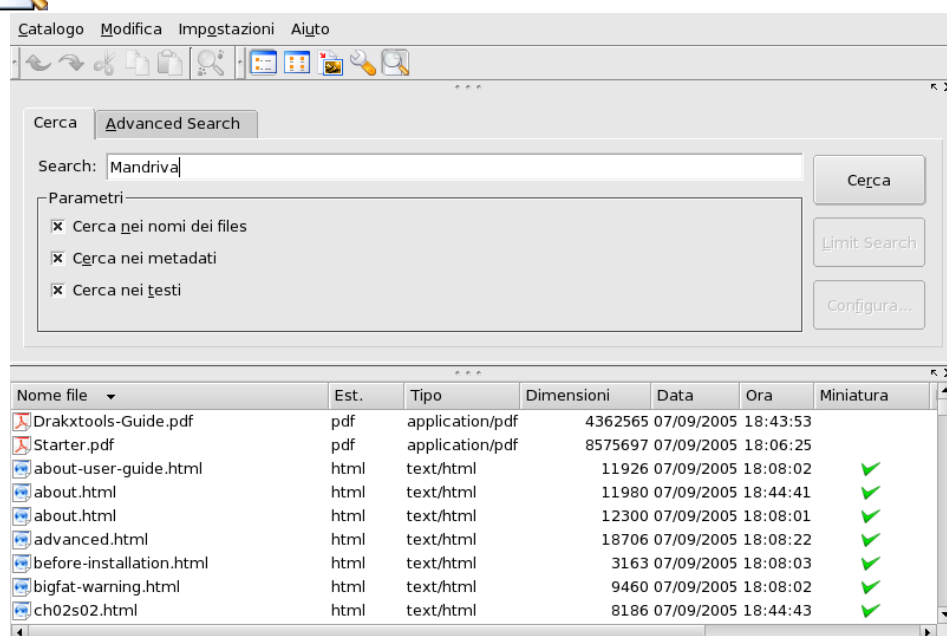 Catalogo Modifica Impostazioni Aiuto
Cerca Advanced Search
Search: Mandriva
Cerca
Parametri
Cerca nei nomi dei files
Cerca nei metadati
Cerca nei testi
Limit Search
Configura...
Nome file Est. Tipo Dimensioni Data Ora Miniatura
Drakxtools-Guide.pdf pdf application/pdf 4362565 07/09/2005 18:43:53
Starter.pdf pdf application/pdf 8575697 07/09/2005 18:06:25
about-user-guide.html html text/html 11926 07/09/2005 18:08:02
about.html html text/html 11980 07/09/2005 18:44:41
about.html html text/html 12300 07/09/2005 18:08:01
advanced.html html text/html 18706 07/09/2005 18:08:22
before-installation.html html text/html 3163 07/09/2005 18:08:03
bigfat-warning.html html text/html 9460 07/09/2005 18:08:02
ch02s02.html html text/html 8186 07/09/2005 18:44:43